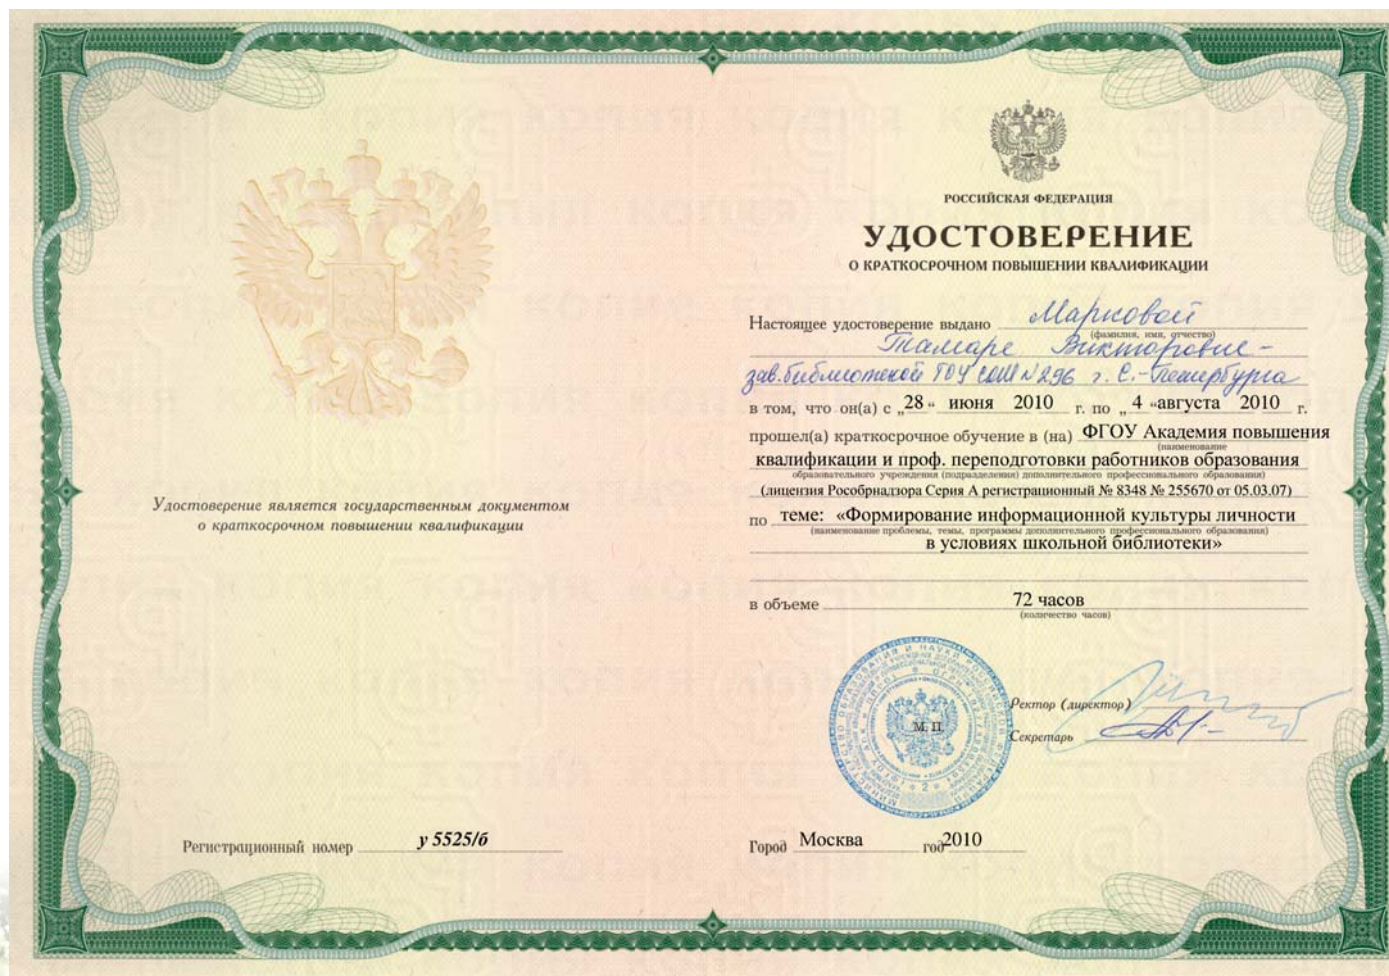 Удостоверение является государственным документом
о краткосрочном повышении квалификации
Регистрационный номер у 5525/б
РОССИЙСКАЯ ФЕДЕРАЦИЯ
УДОСТОВЕРЕНИЕ
О КРАТКОСРОЧНОМ ПОВЫШЕНИИ КВАЛИФИКАЦИИ
Настоящее удостоверение выдано Марковой
(фамилия, имя, отчество)
Тамаре Викторовне -
зав. библиотекой ГОУ СОШ № 296 г. С.-Петербурга
в том, что он(а) с „28“ июня 2010 г. по „4“ августа 2010 г.
прошел(а) краткосрочное обучение в (на) ФГОУ Академия повышения
(наименование
квалификации и проф. переподготовки работников образования
образовательного учреждения (подразделения) дополнительного профессионального образования)
(лицензия Рособрнадзора Серия А регистрационный № 8348 № 255670 от 05.03.07)
по теме: «Формирование информационной культуры личности
(наименование проблемы, темы, программы дополнительного профессионального образования)
в условиях школьной библиотеки»
в объеме 72 часов
(количество часов)
М. П.
Ректор (директор)
Секретарь
Город Москва год 2010